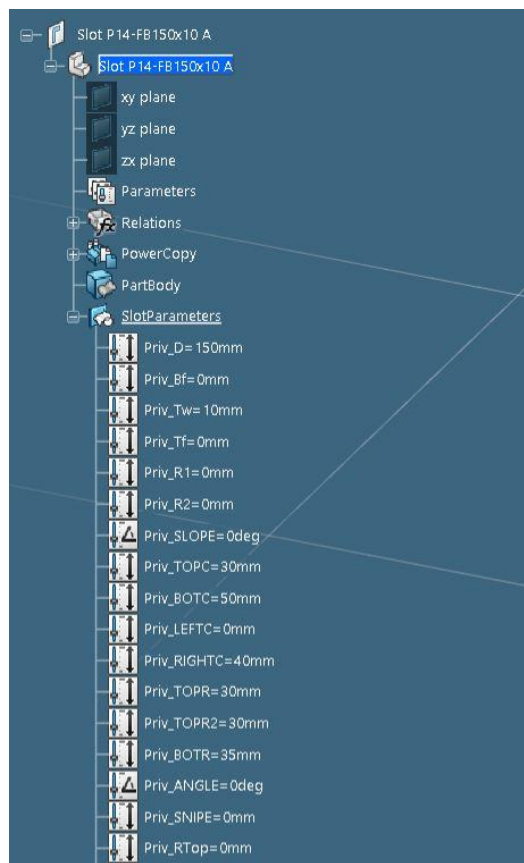 Slot P14-FB150x10 A
Slot P14-FB150x10 A
xy plane
yz plane
zx plane
Parameters
Relations
PowerCopy
PartBody
SlotParameters
Priv_D=150mm
Priv_Bf=0mm
Priv_Tw=10mm
Priv_Tf=0mm
Priv_R1=0mm
Priv_R2=0mm
Priv_SLOPE=0deg
Priv_TOPC=30mm
Priv_BOTC=50mm
Priv_LEFTC=0mm
Priv_RIGHTC=40mm
Priv_TOPR=30mm
Priv_TOPR2=30mm
Priv_BOTR=35mm
Priv_ANGLE=0deg
Priv_SNIPE=0mm
Priv_RTop=0mm